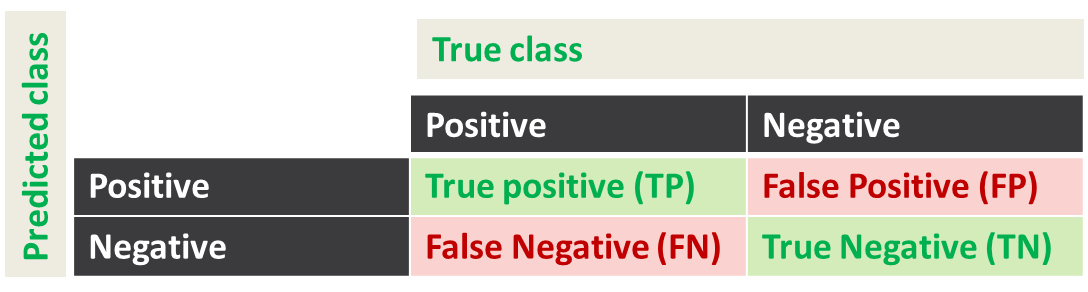 Predicted class
True class
Positive Negative
Positive True positive (TP) False Positive (FP)
Negative False Negative (FN) True Negative (TN)